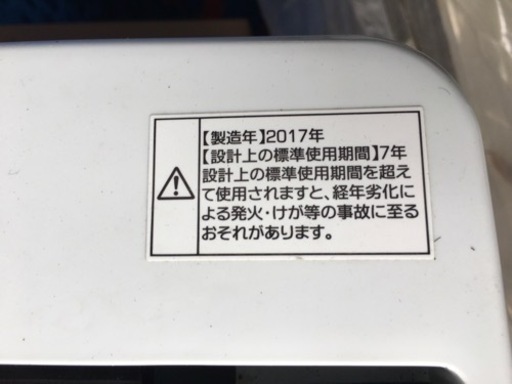 【製造年】2017年
【設計上の標準使用期間】7年
設計上の標準使用期間を超え
て使用されますと、経年劣化に
よる発火・けが等の事故に至る
おそれがあります。